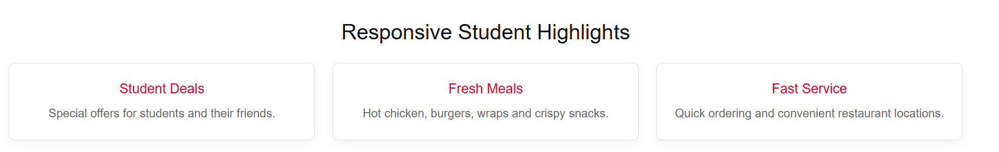 Responsive Student Highlights
Student Deals
Special offers for students and their friends.
Fresh Meals
Hot chicken, burgers, wraps and crispy snacks.
Fast Service
Quick ordering and convenient restaurant locations.